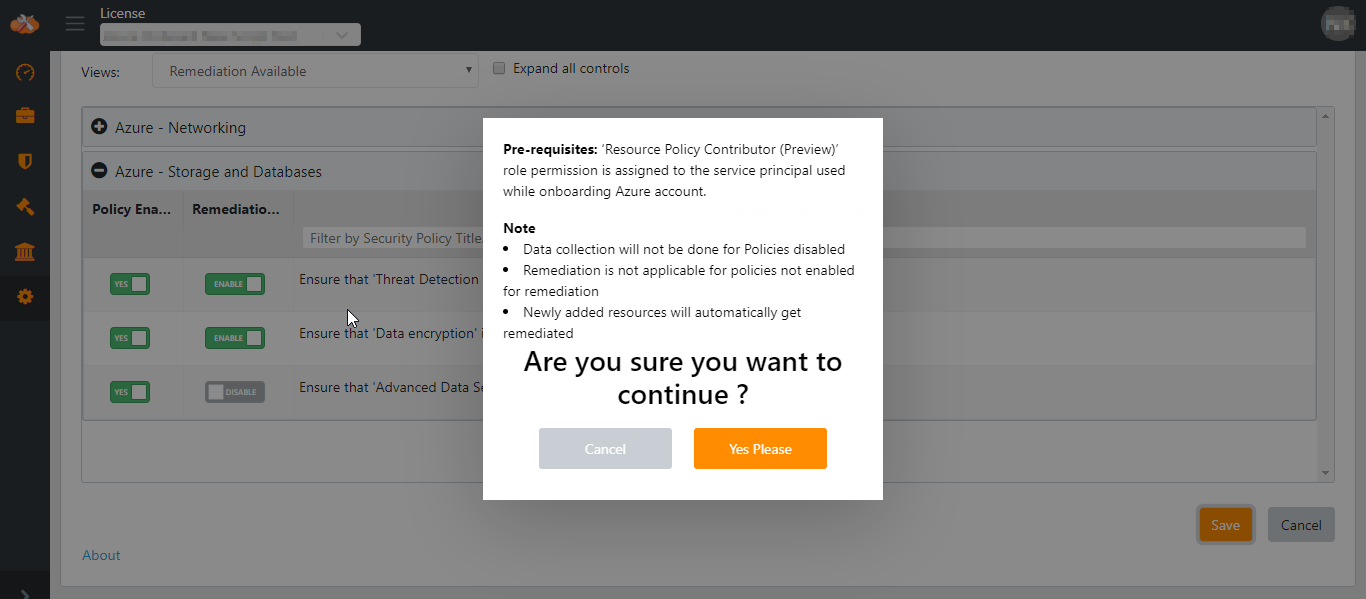 License
Views:
Remediation Available
Expand all controls
Azure - Networking
Azure - Storage and Databases
Policy Ena...
Remediatio...
Filter by Security Policy Title
YES
ENABLE
Ensure that 'Threat Detection
YES
ENABLE
Ensure that 'Data encryption' i
YES
DISABLE
Ensure that 'Advanced Data Se
Pre-requisites: 'Resource Policy Contributor (Preview)'
role permission is assigned to the service principal used
while onboarding Azure account.
Note
• Data collection will not be done for Policies disabled
• Remediation is not applicable for policies not enabled
for remediation
• Newly added resources will automatically get
remediated
Are you sure you want to
continue ?
Cancel
Yes Please
Save
Cancel
About